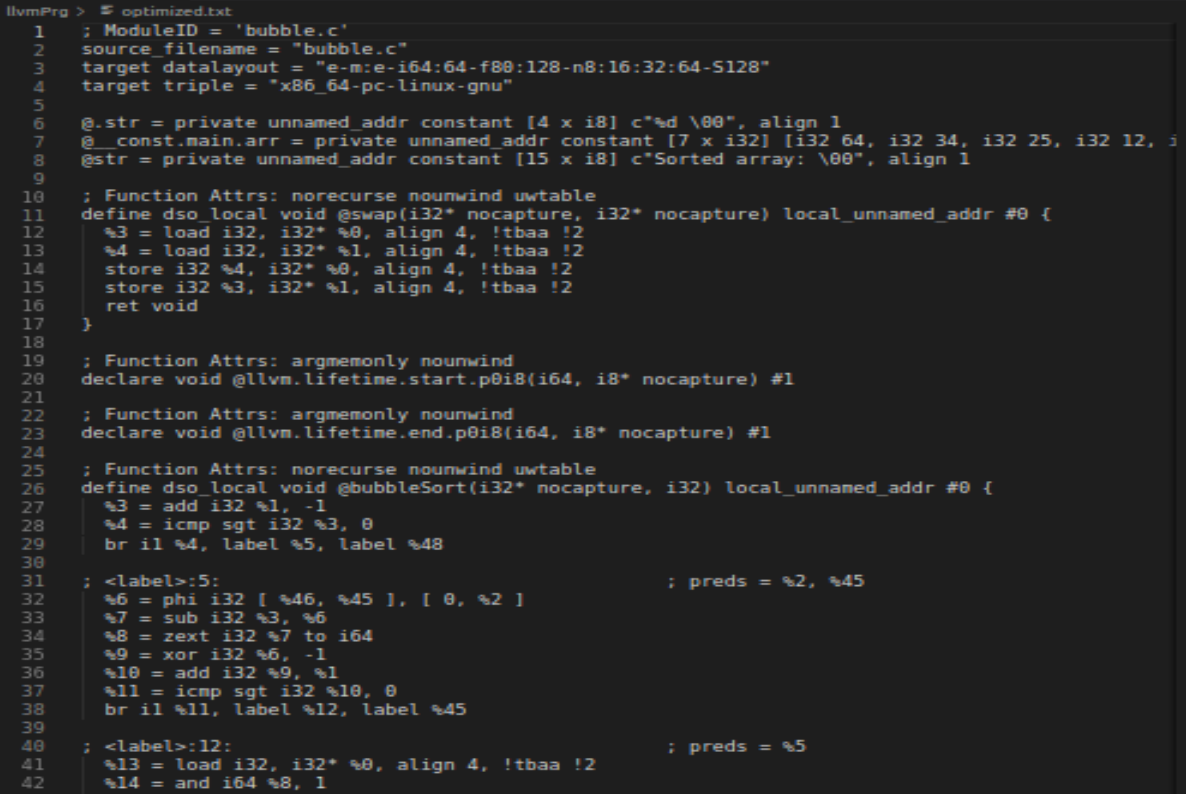 llvmPrg > optimized.txt
1 ; ModuleID = 'bubble.c'
2 source_filename = "bubble.c"
3 target datalayout = "e-m:e-i64:64-f80:128-n8:16:32:64-S128"
4 target triple = "x86_64-pc-linux-gnu"
5
6 @.str = private unnamed_addr constant [4 x i8] c"%d \00", align 1
7 @__const.main.arr = private unnamed_addr constant [7 x i32] [i32 64, i32 34, i32 25, i32 12, i
8 @str = private unnamed_addr constant [15 x i8] c"Sorted array: \00", align 1
9
10 ; Function Attrs: norecurse nounwind uwtable
11 define dso_local void @swap(i32* nocapture, i32* nocapture) local_unnamed_addr #0 {
12 %3 = load i32, i32* %0, align 4, !tbaa !2
13 %4 = load i32, i32* %1, align 4, !tbaa !2
14 store i32 %4, i32* %0, align 4, !tbaa !2
15 store i32 %3, i32* %1, align 4, !tbaa !2
16 ret void
17 }
18
19 ; Function Attrs: argmemonly nounwind
20 declare void @llvm.lifetime.start.p0i8(i64, i8* nocapture) #1
21
22 ; Function Attrs: argmemonly nounwind
23 declare void @llvm.lifetime.end.p0i8(i64, i8* nocapture) #1
24
25 ; Function Attrs: norecurse nounwind uwtable
26 define dso_local void @bubbleSort(i32* nocapture, i32) local_unnamed_addr #0 {
27 %3 = add i32 %1, -1
28 %4 = icmp sgt i32 %3, 0
29 br i1 %4, label %5, label %48
30
31 ; <label>:5: ; preds = %2, %45
32 %6 = phi i32 [ %46, %45 ], [ 0, %2 ]
33 %7 = sub i32 %3, %6
34 %8 = zext i32 %7 to i64
35 %9 = xor i32 %6, -1
36 %10 = add i32 %9, %1
37 %11 = icmp sgt i32 %10, 0
38 br i1 %11, label %12, label %45
39
40 ; <label>:12: ; preds = %5
41 %13 = load i32, i32* %0, align 4, !tbaa !2
42 %14 = and i64 %8, 1